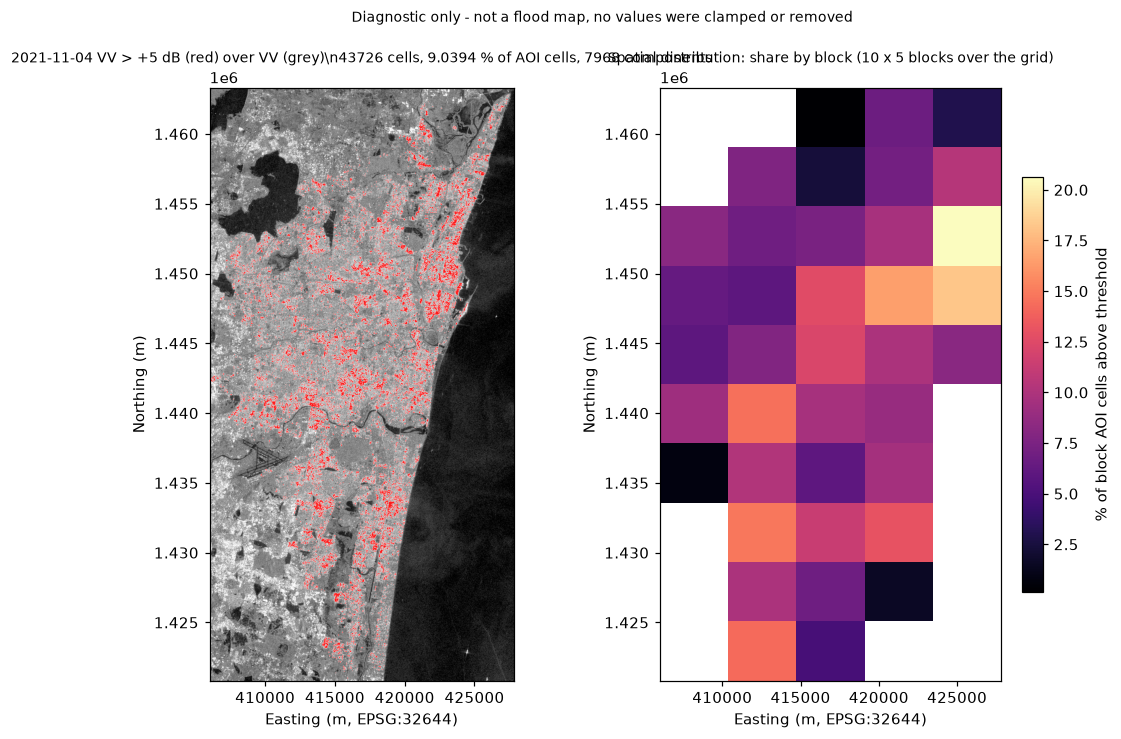 Diagnostic only - not a flood map, no values were clamped or removed
2021-11-04 VV > +5 dB (red) over VV (grey)\n43726 cells, 9.0394 % of AOI cells, 7968 components
Spatial distribution: share by block (10 x 5 blocks over the grid)
1e6
1.460
1.455
1.450
1.445
1.440
1.435
1.430
1.425
410000 415000 420000 425000
Easting (m, EPSG:32644)
Northing (m)
1e6
1.460
1.455
1.450
1.445
1.440
1.435
1.430
1.425
410000 415000 420000 425000
Easting (m, EPSG:32644)
Northing (m)
20.0
17.5
15.0
12.5
10.0
7.5
5.0
2.5
% of block AOI cells above threshold